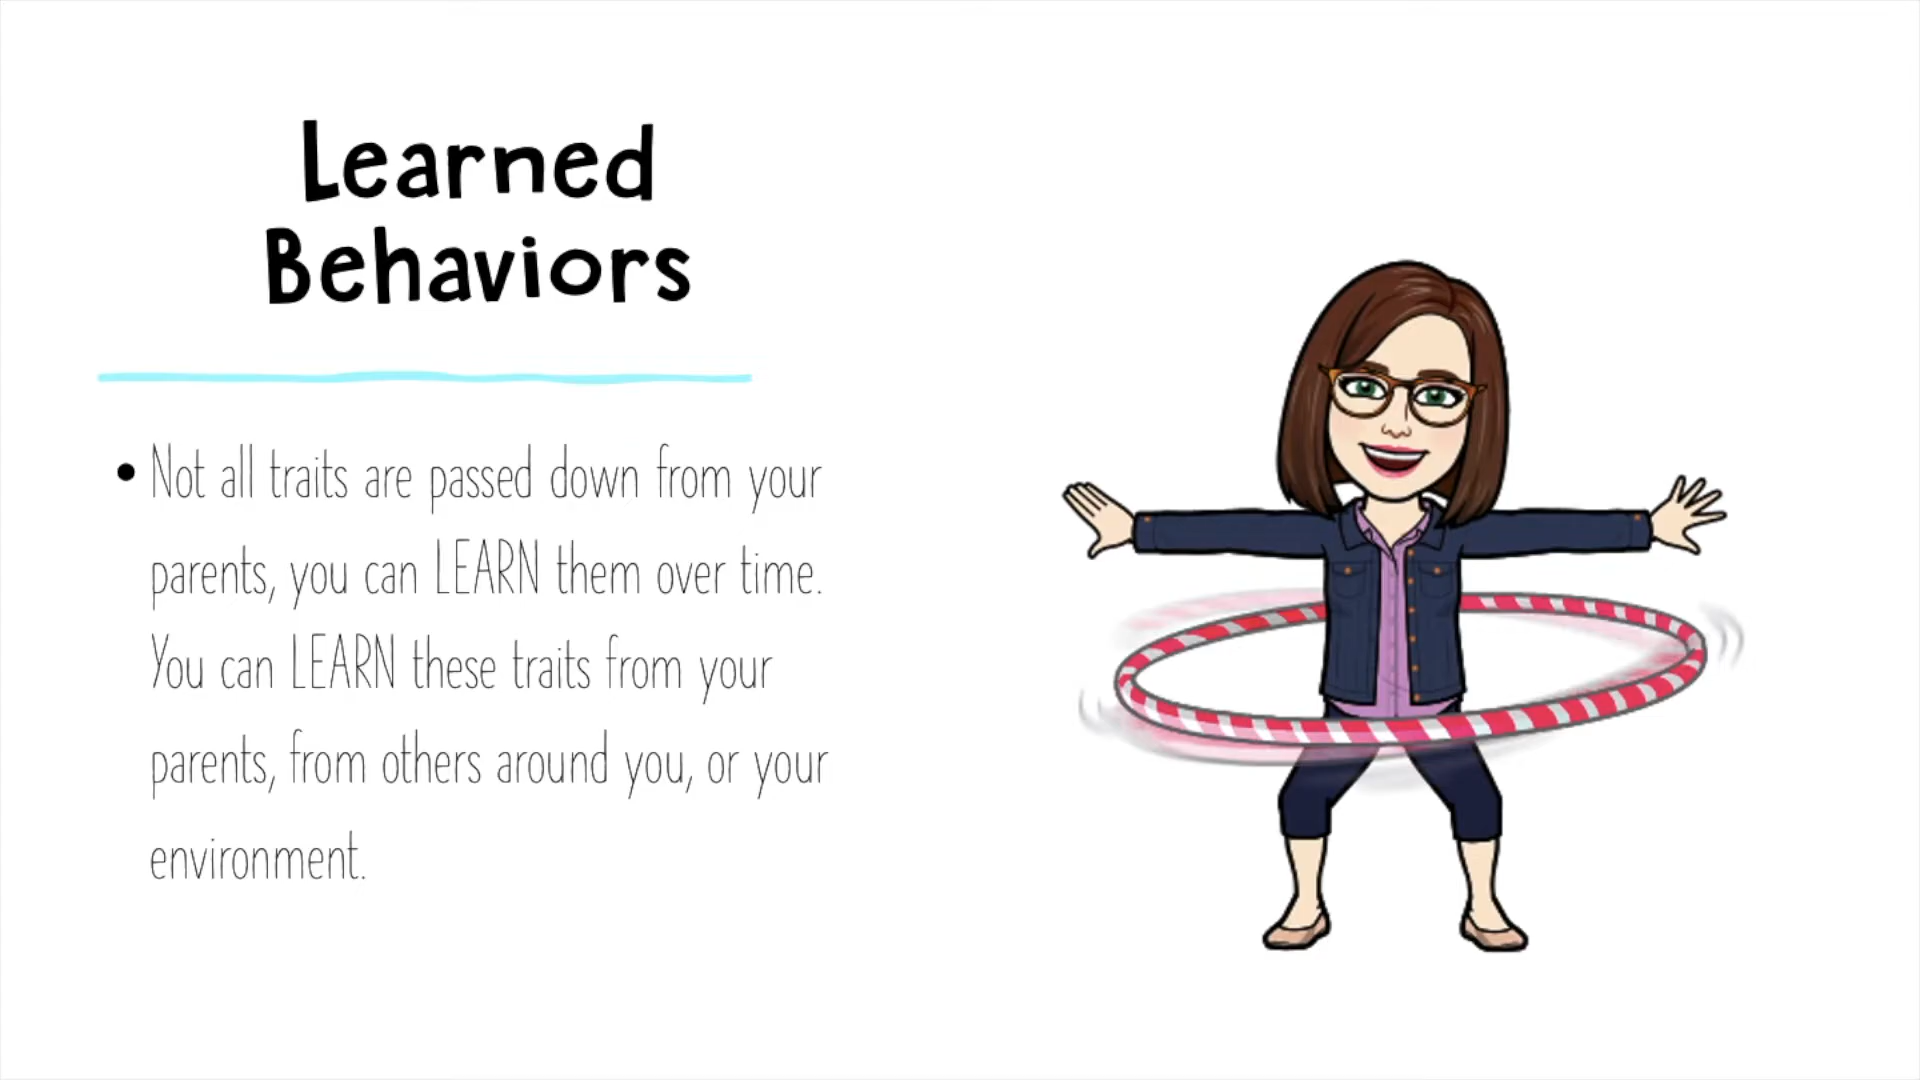 Learned
Behaviors
• Not all traits are passed down from your
parents, you can LEARN them over time.
You can LEARN these traits from your
parents, from others around you, or your
environment.